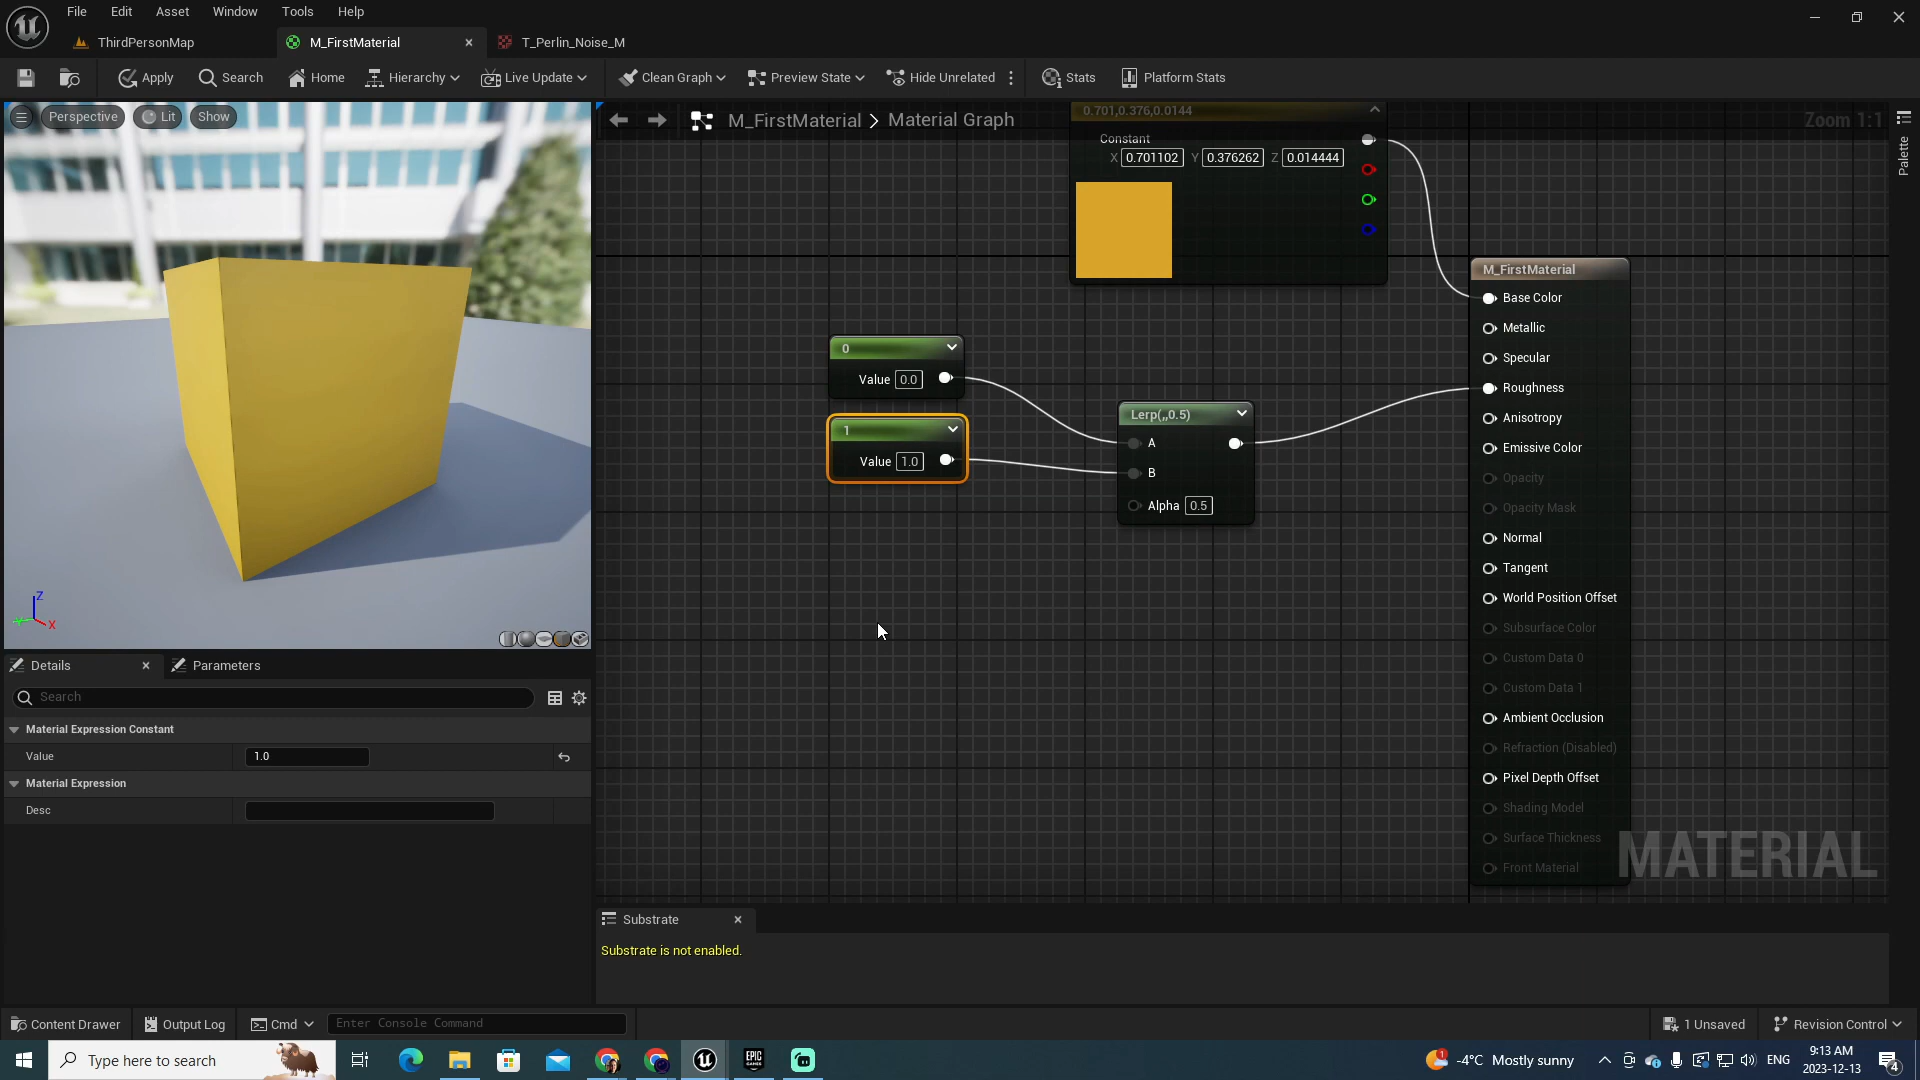 File Edit Asset Window Tools Help
ThirdPersonMap M_FirstMaterial T_Perlin_Noise_M
Apply Search Home Hierarchy Live Update Clean Graph Preview State Hide Unrelated Stats Platform Stats
Perspective Lit Show
M_FirstMaterial > Material Graph
Zoom 1:1
Palette
0.701,0.376,0.0144
Constant
X 0.701102 Y 0.376262 Z 0.014444
0
Value 0.0
1
Value 1.0
Lerp(,,0.5)
A
B
Alpha 0.5
M_FirstMaterial
Base Color
Metallic
Specular
Roughness
Anisotropy
Emissive Color
Opacity
Opacity Mask
Normal
Tangent
World Position Offset
Subsurface Color
Custom Data 0
Custom Data 1
Ambient Occlusion
Refraction (Disabled)
Pixel Depth Offset
Shading Model
Surface Thickness
Front Material
MATERIAL
Z
Y
X
Details Parameters
Search
Material Expression Constant
Value 1.0
Material Expression
Desc
Substrate
Substrate is not enabled.
Content Drawer Output Log Cmd Enter Console Command 1 Unsaved Revision Control
Type here to search
EPIC GAMES
1 -4°C Mostly sunny ENG
9:13 AM
2023-12-13
4